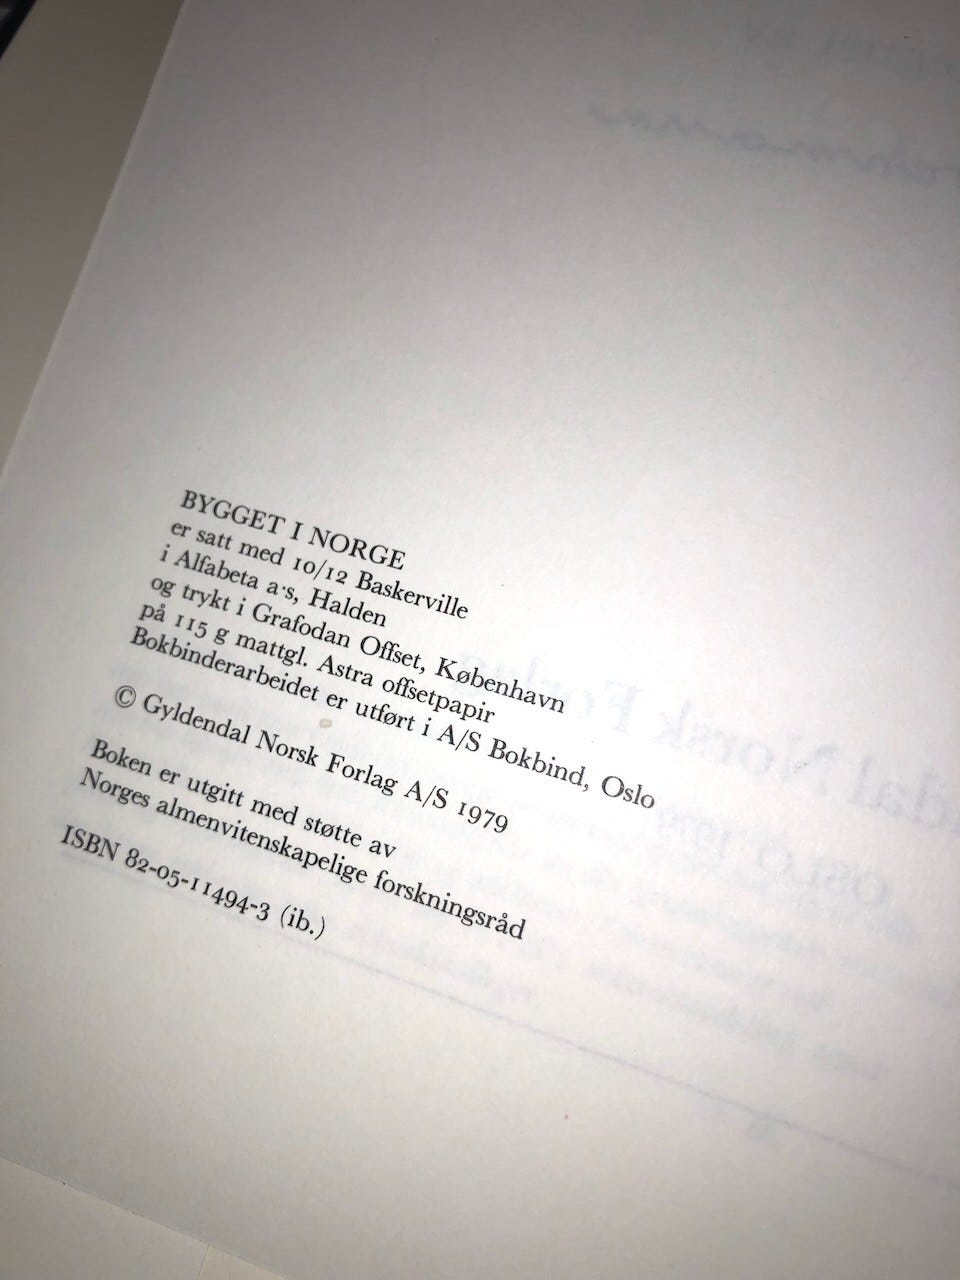 BYGGET I NORGE
er satt med 10/12 Baskerville
i Alfabeta a·s, Halden
og trykt i Grafodan Offset, København
på 115 g mattgl. Astra offsetpapir
Bokbinderarbeidet er utført i A/S Bokbind, Oslo
© Gyldendal Norsk Forlag A/S 1979
Boken er utgitt med støtte av
Norges almenvitenskapelige forskningsråd
ISBN 82-05-11494-3 (ib.)